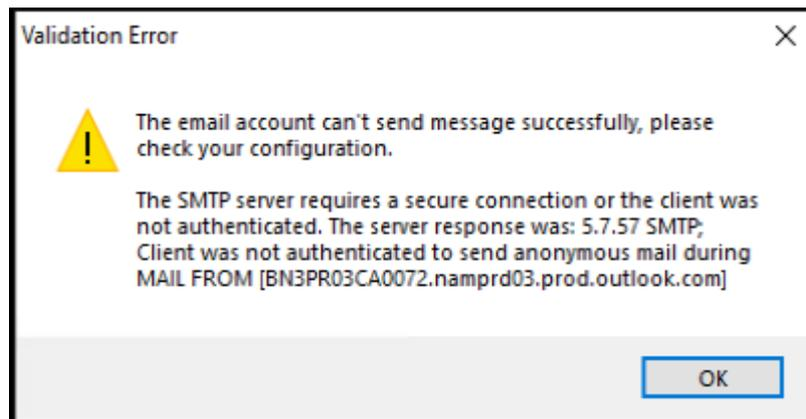 Validation Error
The email account can't send message successfully, please
check your configuration.
The SMTP server requires a secure connection or the client was
not authenticated. The server response was: 5.7.57 SMTP;
Client was not authenticated to send anonymous mail during
MAIL FROM [BN3PR03CA0072.namprd03.prod.outlook.com]
OK